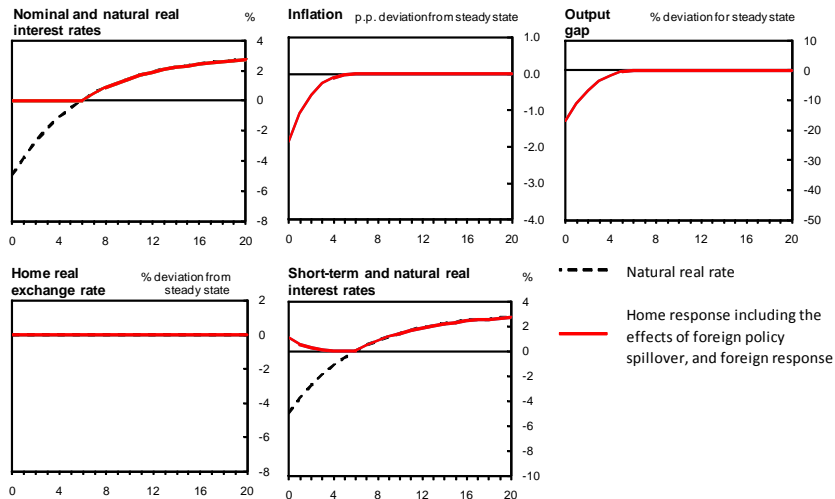 Nominal and natural real
interest rates
%
4
2
0
-2
-4
-6
-8
0 4 8 12 16 20
Inflation
p.p. deviation from steady state
1.0
0.0
-1.0
-2.0
-3.0
-4.0
0 4 8 12 16 20
Output
gap
% deviation for steady state
10
0
-10
-20
-30
-40
-50
0 4 8 12 16 20
Home real
exchange rate
% deviation from
steady state
2
0
-2
-4
-6
-8
0 4 8 12 16 20
Short-term and natural real
interest rates
%
4
2
0
-2
-4
-6
-8
-10
0 4 8 12 16 20
Natural real rate
Home response including the
effects of foreign policy
spillover, and foreign response